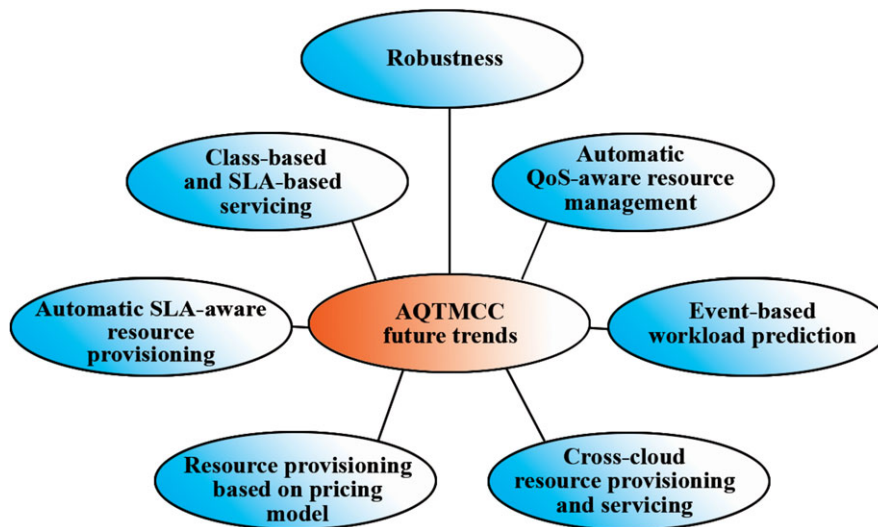 Robustness
Class-based
and SLA-based
servicing
Automatic
QoS-aware resource
management
Automatic SLA-aware
resource
provisioning
AQTMCC
future trends
Event-based
workload prediction
Resource provisioning
based on pricing
model
Cross-cloud
resource provisioning
and servicing